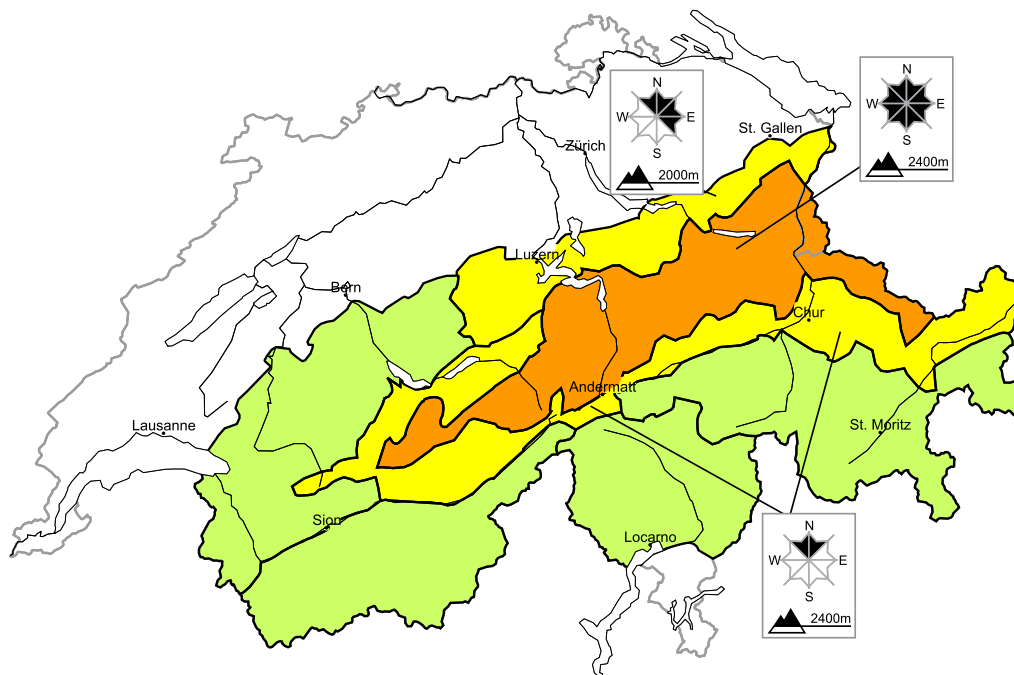 N
W E
S
2000m
N
W E
S
2400m
St. Gallen
Zürich
Luzern
Bern
Chur
Andermatt
Lausanne
St. Moritz
Sion
Locarno
N
W E
S
2400m